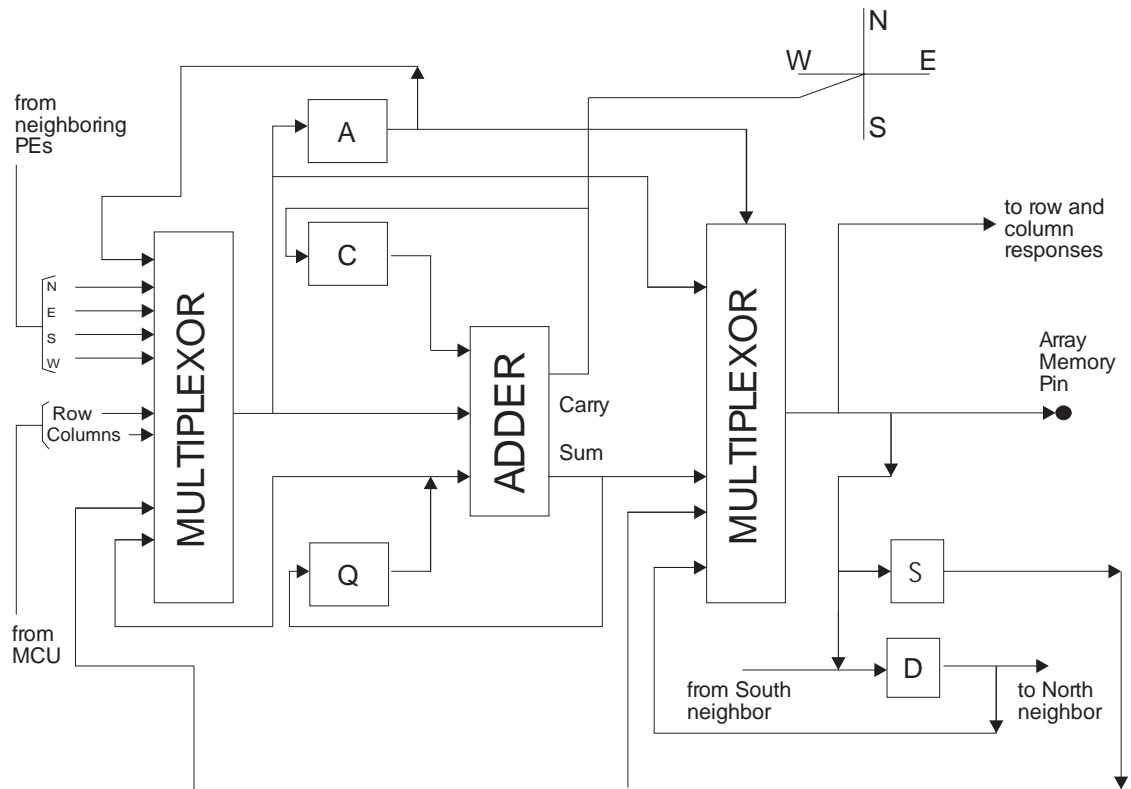 N
W E
S
from
neighboring
PEs
A
C
N
E
S
W
Row
Columns
MULTIPLEXOR
ADDER
Carry
Sum
Q
MULTIPLEXOR
to row and
column
responses
Array
Memory
Pin
S
D
from South
neighbor
to North
neighbor
from
MCU